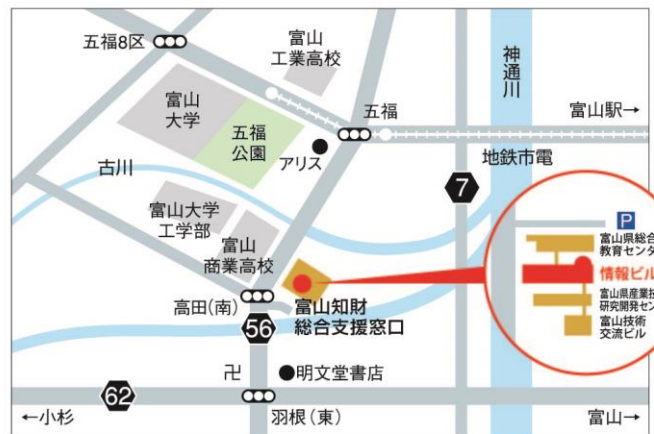 五福8区
富山
工業高校
神通川
富山
大学
五福
公園
五福
富山駅→
アリス
地鉄市電
古川
7
富山大学
工学部
富山
商業高校
P
富山県総合
教育センタ
情報ビル
富山県産業技
研究開発セン
富山技術
交流ビル
高田(南)
富山知財
総合支援窓口
56
卍
●明文堂書店
62
←小杉
羽根(東)
富山→